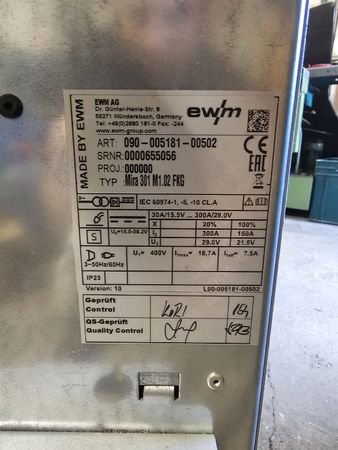 MADE BY EWM
EWM AG
Dr. Günter-Henle-Str. 8
56271 Mündersbach, Germany
Tel: +49(0)2680 181-0 Fax: -244
www.ewm-group.com
ewm
CE
EAC
ART: 090-005181-00502
SRNR: 0000655056
PROJ.: 000000
TYP: Mira 301 M1.02 FKG
IEC 60974-1, -5, -10 CL.A
30A/15.5V ... 300A/29.0V
X 20% 100%
S U₀=15.5-38.2V I₂ 300A 150A
U₂ 29.0V 21.5V
3~50Hz/60Hz U₁= 400V I₁max= 16.7A I₁eff= 7.5A
IP23
Version: 10 L90-005181-00502
Geprüft
Control
QS-Geprüft
Quality Control